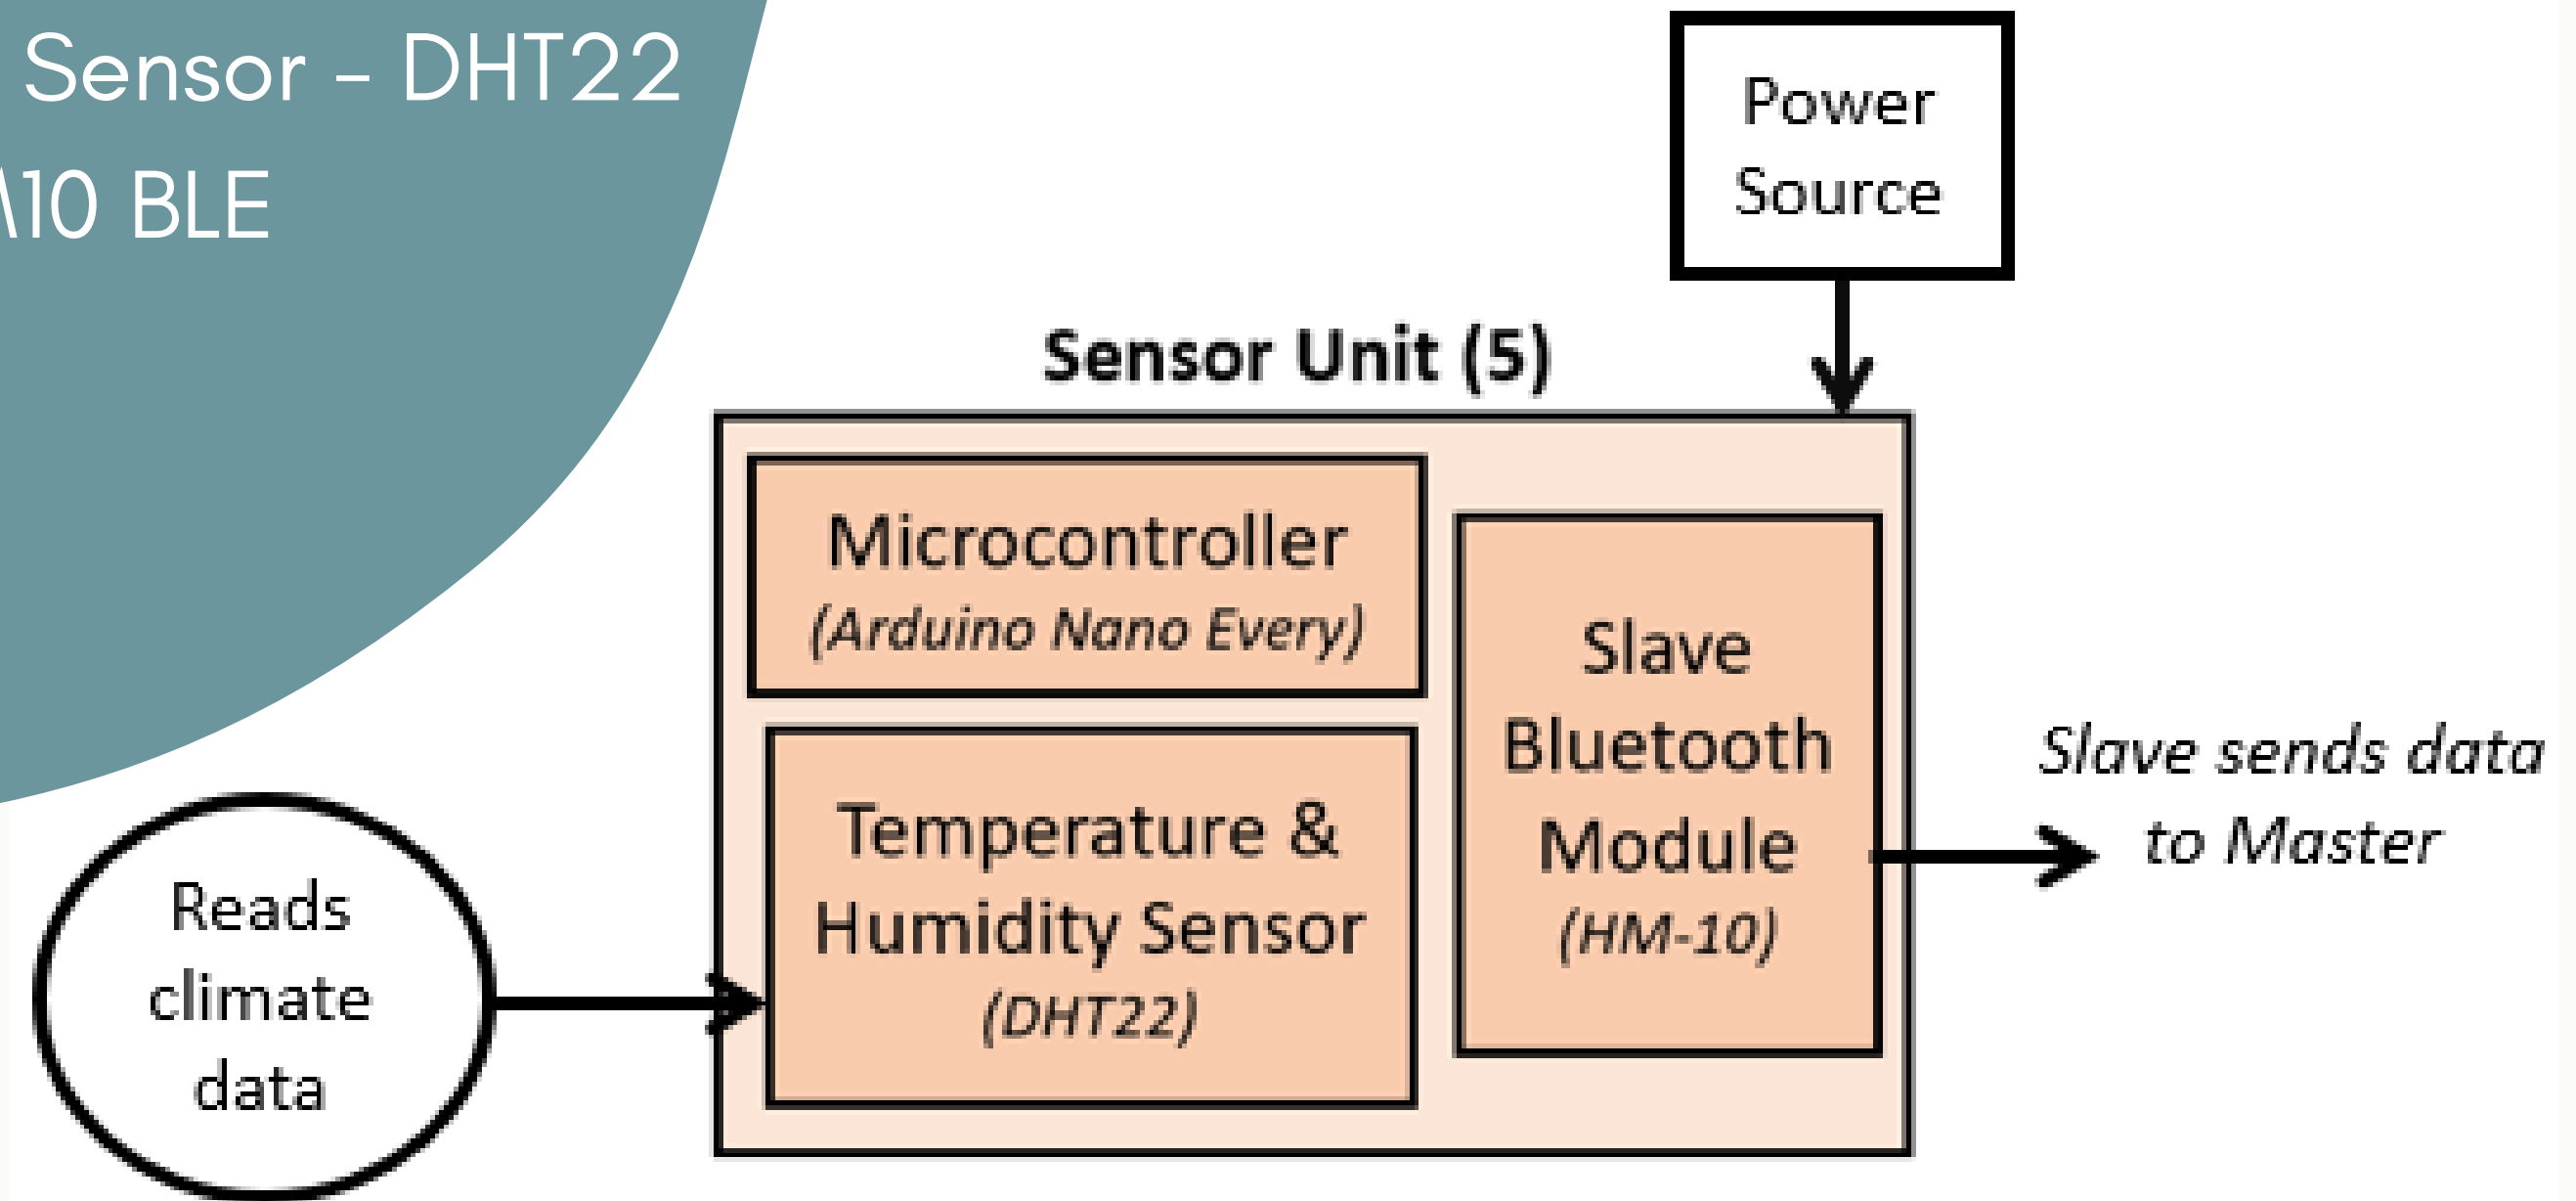 Sensor - DHT22
10 BLE
Power
Source
Sensor Unit (5)
Microcontroller
(Arduino Nano Every)
Temperature &
Humidity Sensor
(DHT22)
Slave
Bluetooth
Module
(HM-10)
Slave sends data
to Master
Reads
climate
data